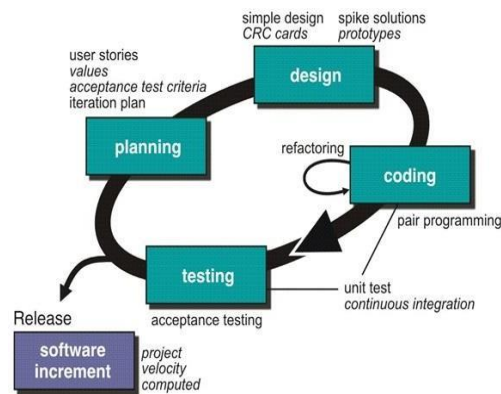 simple design
CRC cards
spike solutions
prototypes
design
user stories
values
acceptance test criteria
iteration plan
planning
refactoring
coding
pair programming
testing
acceptance testing
unit test
continuous integration
Release
software
increment
project
velocity
computed